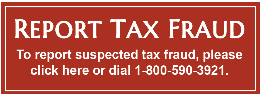 REPORT TAX FRAUD
To report suspected tax fraud, please
click here or dial 1-800-590-3921.